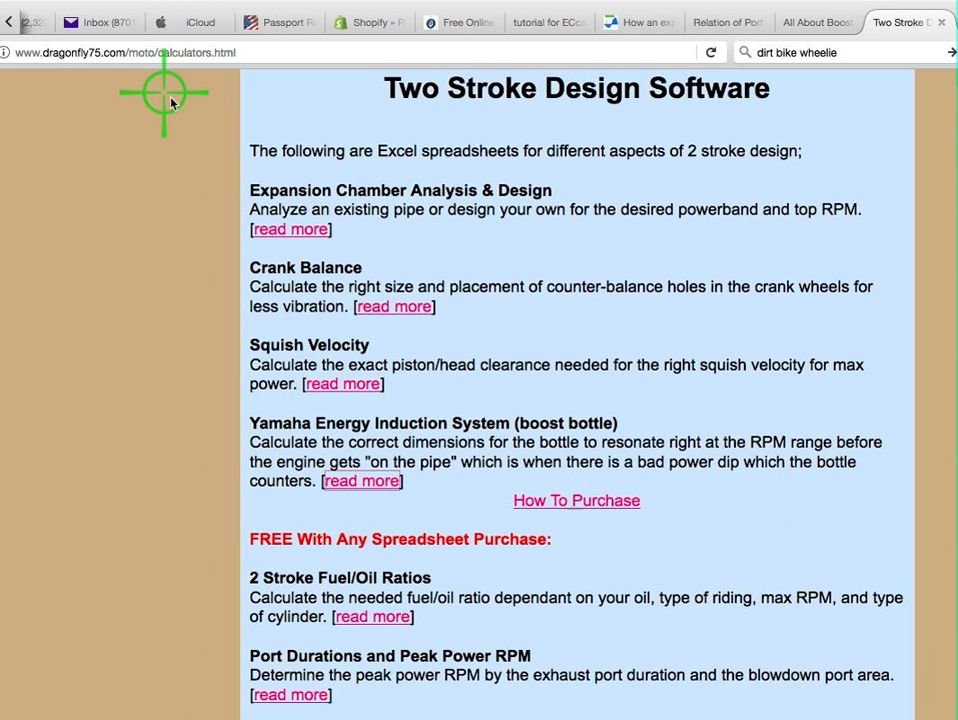 2,32
Inbox (870
iCloud
Passport R
Shopify – P
Free Online
tutorial for ECo
How an exp
Relation of Port
All About Boost
Two Stroke D
www.dragonfly75.com/moto/calculators.html
dirt bike wheelie
Two Stroke Design Software
The following are Excel spreadsheets for different aspects of 2 stroke design;
Expansion Chamber Analysis & Design
Analyze an existing pipe or design your own for the desired powerband and top RPM.
[read more]
Crank Balance
Calculate the right size and placement of counter-balance holes in the crank wheels for
less vibration. [read more]
Squish Velocity
Calculate the exact piston/head clearance needed for the right squish velocity for max
power. [read more]
Yamaha Energy Induction System (boost bottle)
Calculate the correct dimensions for the bottle to resonate right at the RPM range before
the engine gets "on the pipe" which is when there is a bad power dip which the bottle
counters. [read more]
How To Purchase
FREE With Any Spreadsheet Purchase:
2 Stroke Fuel/Oil Ratios
Calculate the needed fuel/oil ratio dependant on your oil, type of riding, max RPM, and type
of cylinder. [read more]
Port Durations and Peak Power RPM
Determine the peak power RPM by the exhaust port duration and the blowdown port area.
[read more]